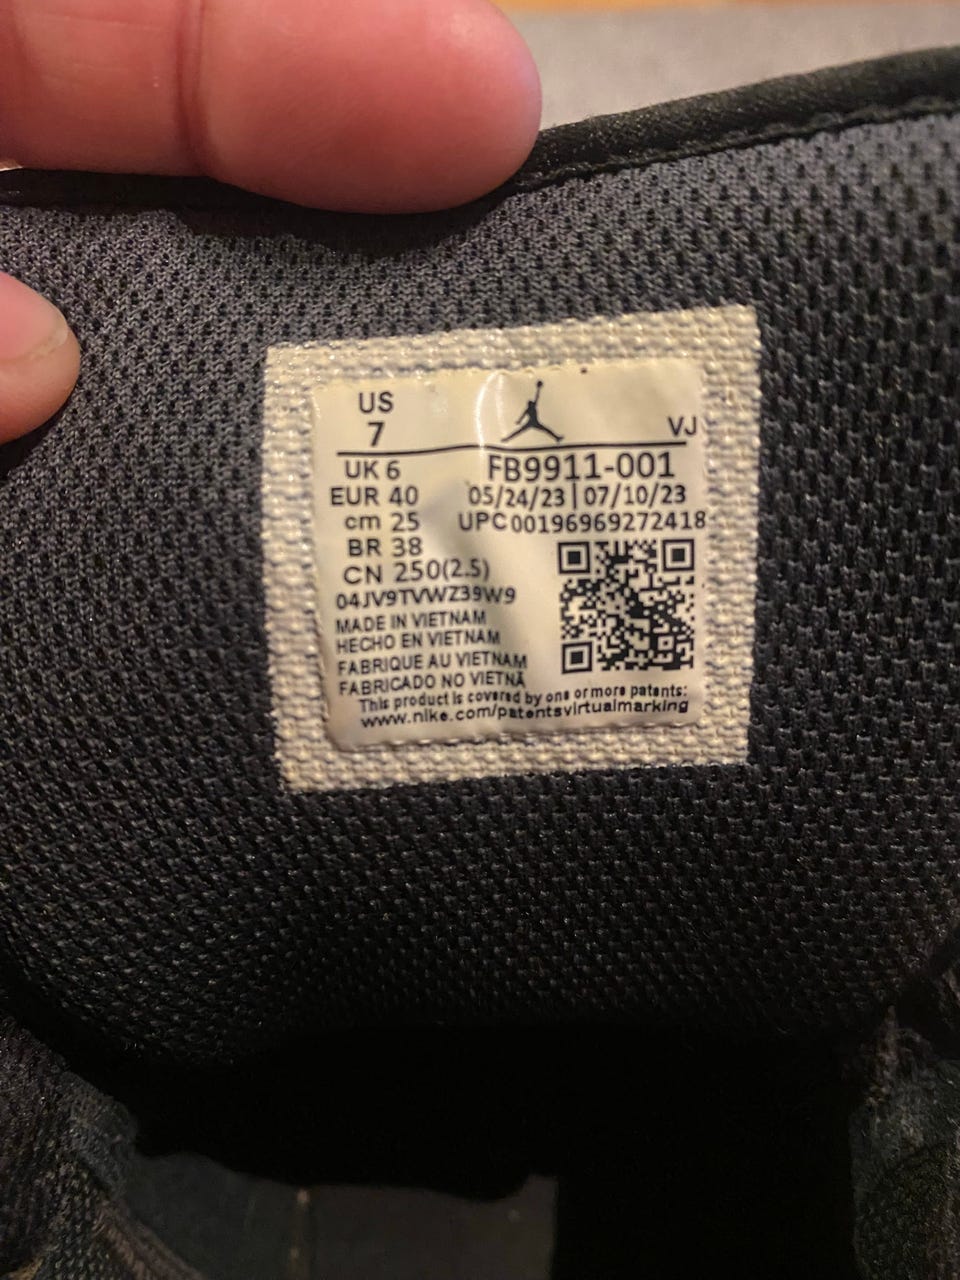 US
7
VJ
UK 6
FB9911-001
EUR 40
05/24/23 | 07/10/23
cm 25
UPC 00196969272418
BR 38
CN 250(2.5)
04JV9TVWZ39W9
MADE IN VIETNAM
HECHO EN VIETNAM
FABRIQUE AU VIETNAM
FABRICADO NO VIETNÃ
This product is covered by one or more patents:
www.nike.com/patentsvirtualmarking